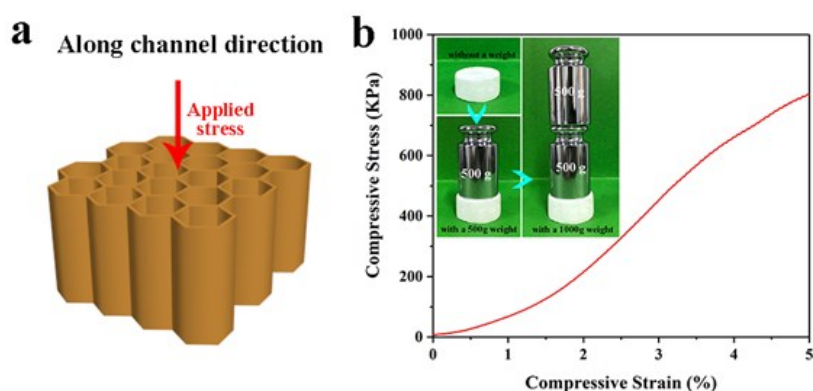 a
Along channel direction
Applied
stress
b
Compressive Stress (KPa)
1000
800
600
400
200
0
without a weight
500 g
with a 500g weight
500 g
500 g
with a 1000g weight
0
1
2
3
4
5
Compressive Strain (%)